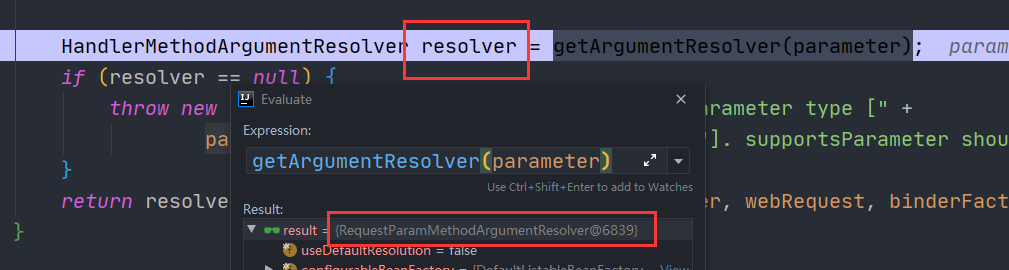 HandlerMethodArgumentResolver resolver = getArgumentResolver(parameter); param
if (resolver == null) {
throw new arameter type [" +
pa "]. supportsParameter shou
}
return resolve er, webRequest, binderFact
}
Evaluate
Expression:
getArgumentResolver(parameter)
Use Ctrl+Shift+Enter to add to Watches
Result:
result = {RequestParamMethodArgumentResolver@6839}
useDefaultResolution = false
configurableBeanFactory = {DefaultListableBeanFactory View